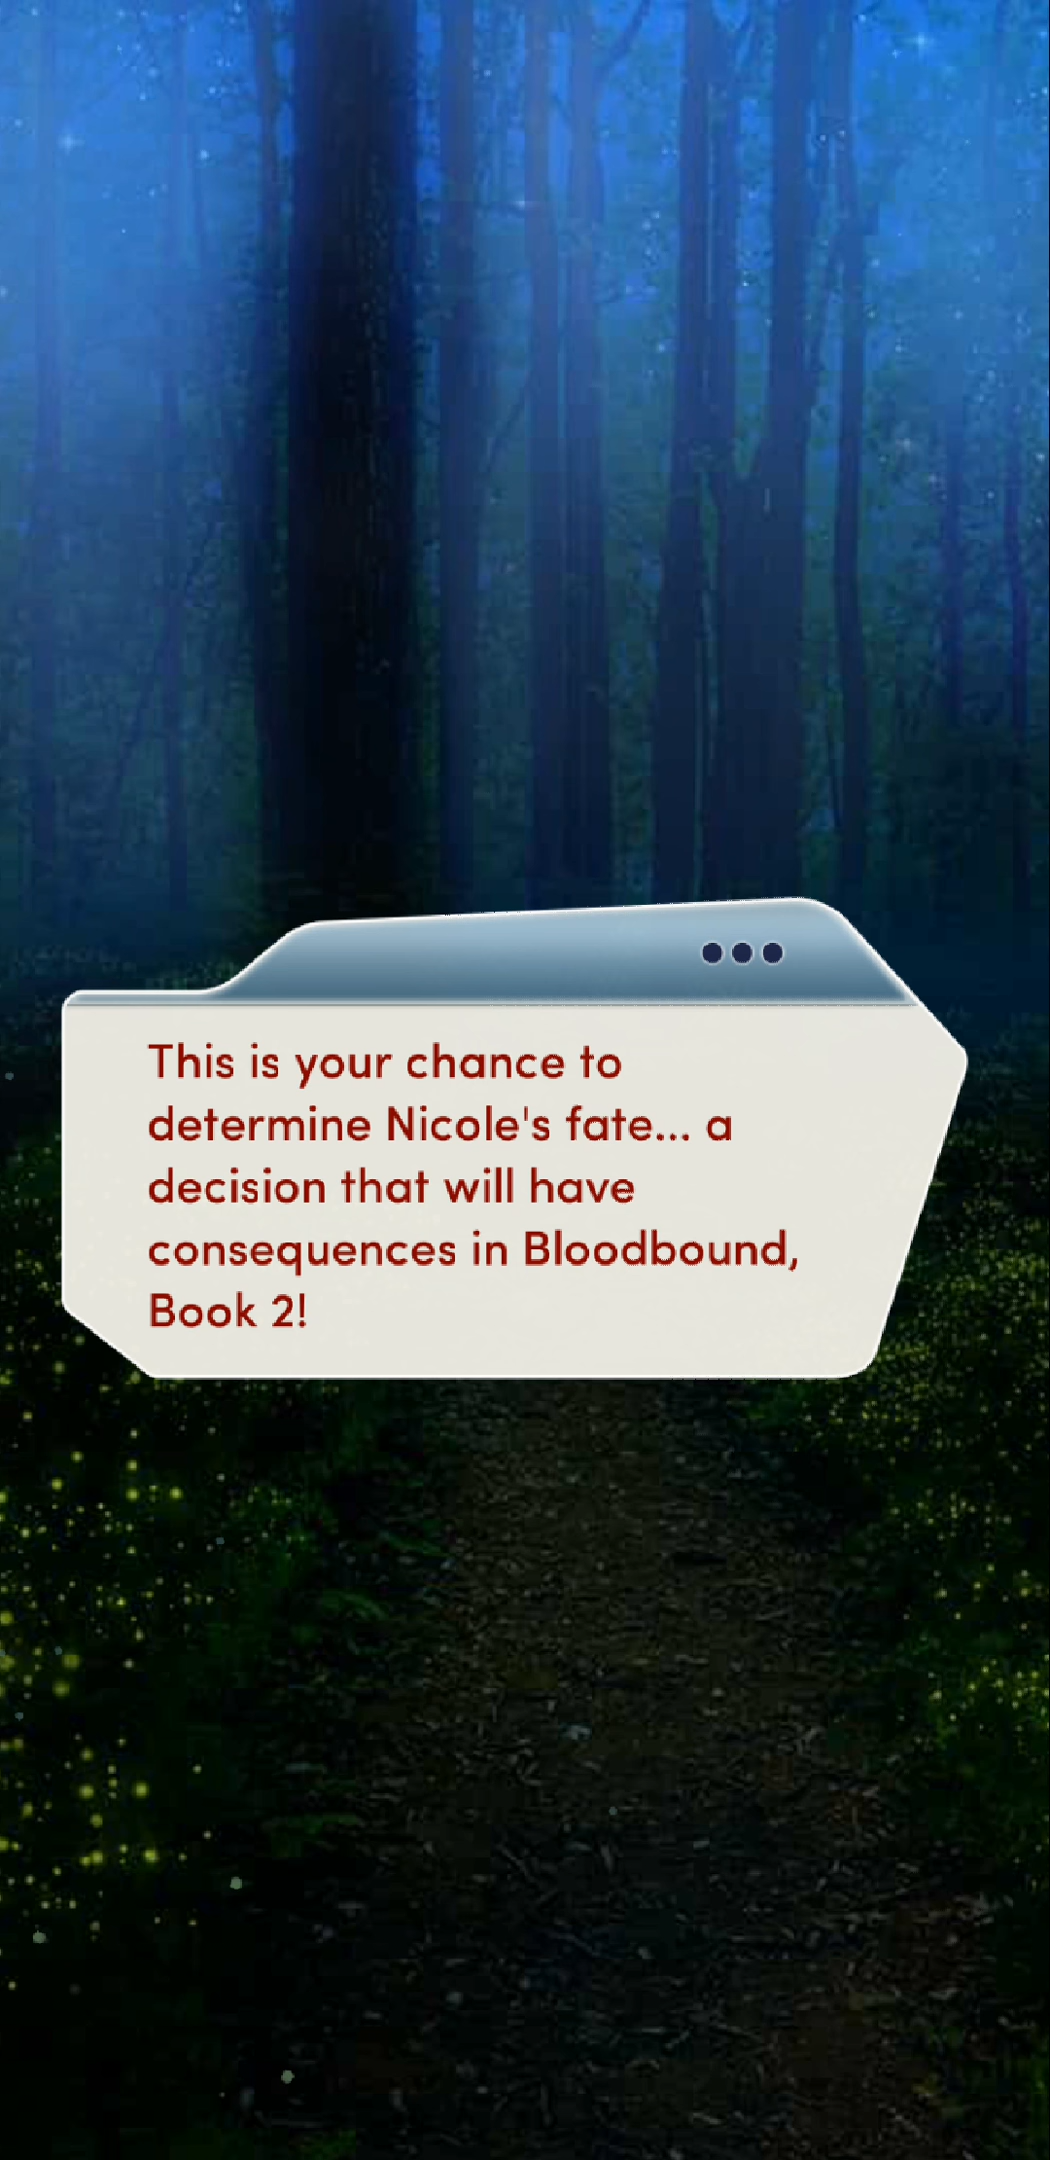 This is your chance to
determine Nicole's fate... a
decision that will have
consequences in Bloodbound,
Book 2!